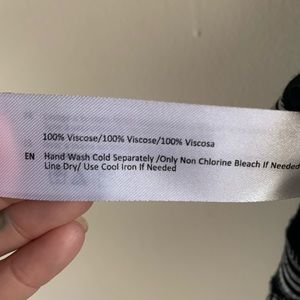 100% Viscose/100% Viscose/100% Viscosa
EN Hand Wash Cold Separately /Only Non Chlorine Bleach If Needed
Line Dry/ Use Cool Iron If Needed